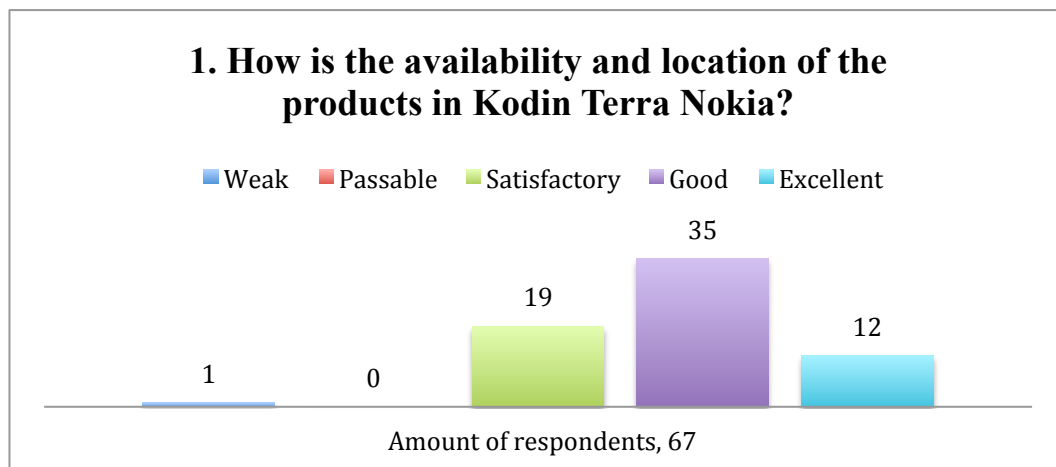 1. How is the availability and location of the
products in Kodin Terra Nokia?
Weak Passable Satisfactory Good Excellent
35
19
12
1
0
Amount of respondents, 67